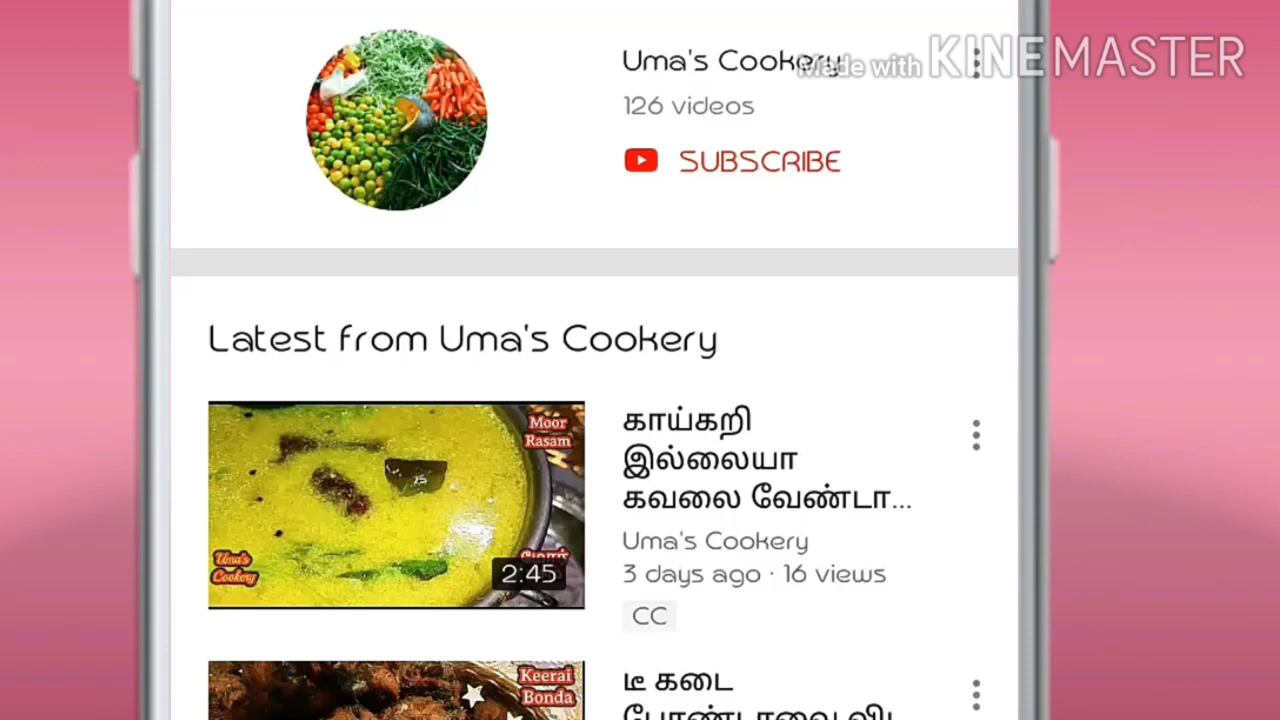 Uma's Cookery
Made with KINEMASTER
126 videos
SUBSCRIBE
Latest from Uma's Cookery
Moor
Rasam
Uma's
Cookery
மோர்
2:45
காய்கறி
இல்லையா
கவலை வேண்டா...
Uma's Cookery
3 days ago · 16 views
CC
Keerai
Bonda
டீ கடை